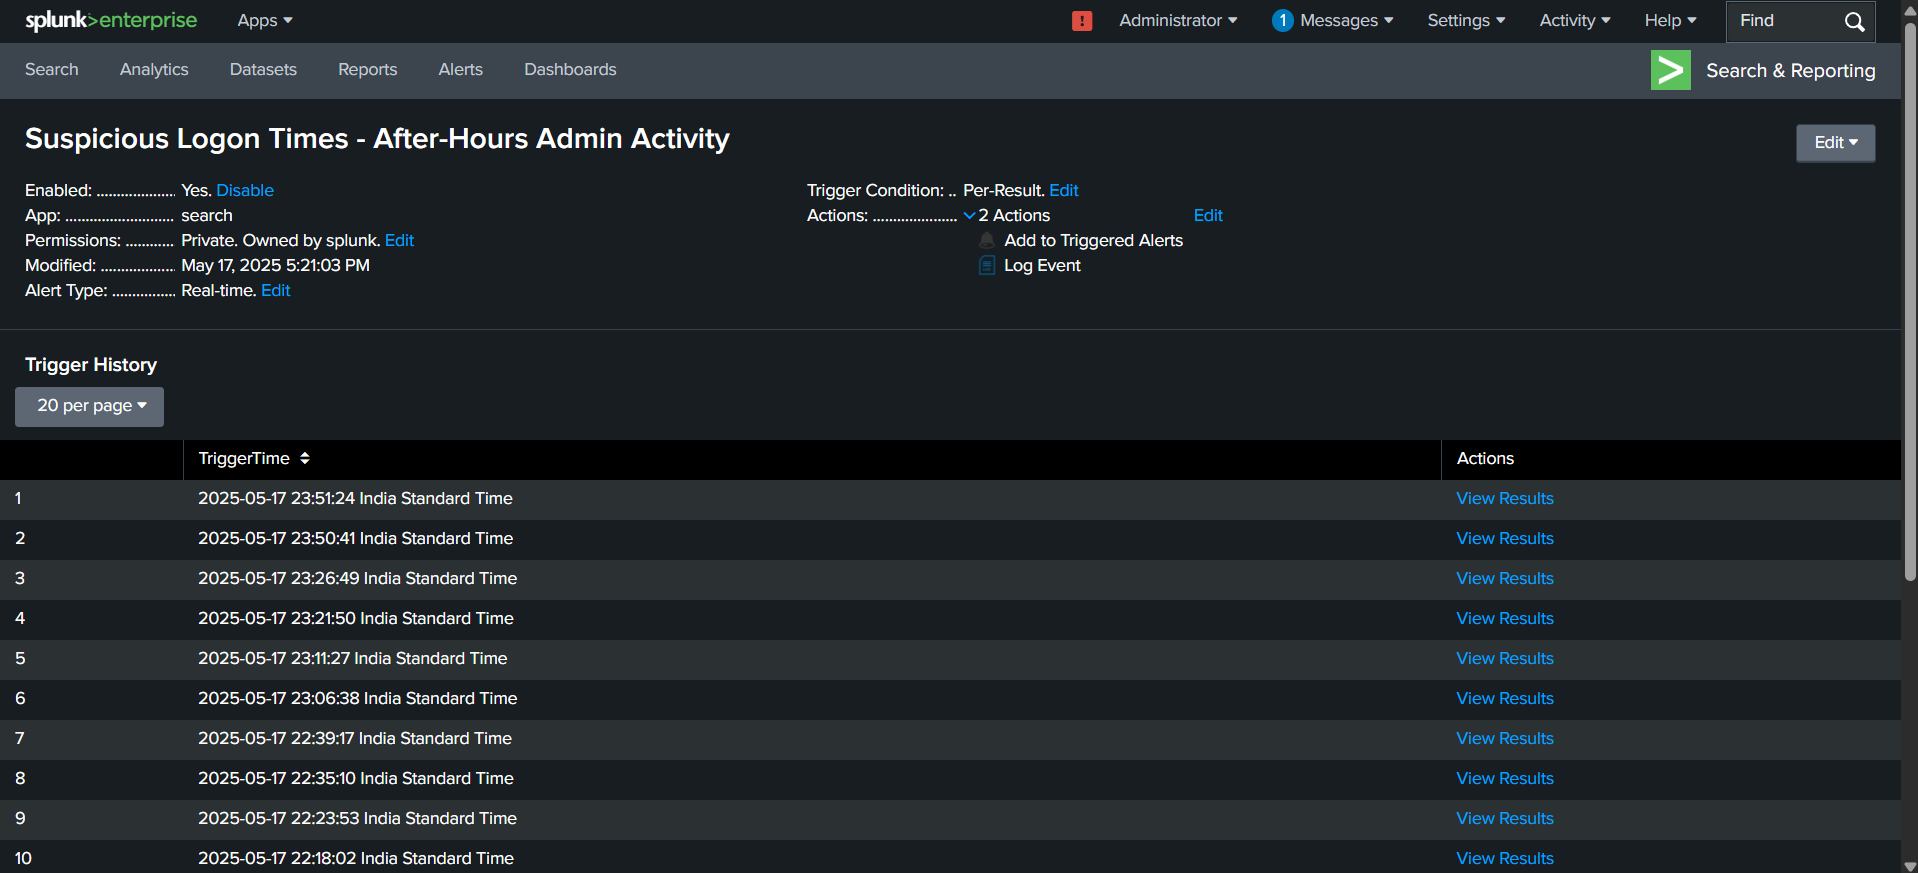 splunk>enterprise Apps ! Administrator 1 Messages Settings Activity Help Find
Search Analytics Datasets Reports Alerts Dashboards > Search & Reporting
Suspicious Logon Times - After-Hours Admin Activity Edit
Enabled: ................... Yes. Disable Trigger Condition: .. Per-Result. Edit
App: ........................... search Actions: ..................... 2 Actions Edit
Permissions: ............ Private. Owned by splunk. Edit Add to Triggered Alerts
Modified: .................. May 17, 2025 5:21:03 PM Log Event
Alert Type: ................ Real-time. Edit
Trigger History
20 per page
TriggerTime Actions
1 2025-05-17 23:51:24 India Standard Time View Results
2 2025-05-17 23:50:41 India Standard Time View Results
3 2025-05-17 23:26:49 India Standard Time View Results
4 2025-05-17 23:21:50 India Standard Time View Results
5 2025-05-17 23:11:27 India Standard Time View Results
6 2025-05-17 23:06:38 India Standard Time View Results
7 2025-05-17 22:39:17 India Standard Time View Results
8 2025-05-17 22:35:10 India Standard Time View Results
9 2025-05-17 22:23:53 India Standard Time View Results
10 2025-05-17 22:18:02 India Standard Time View Results